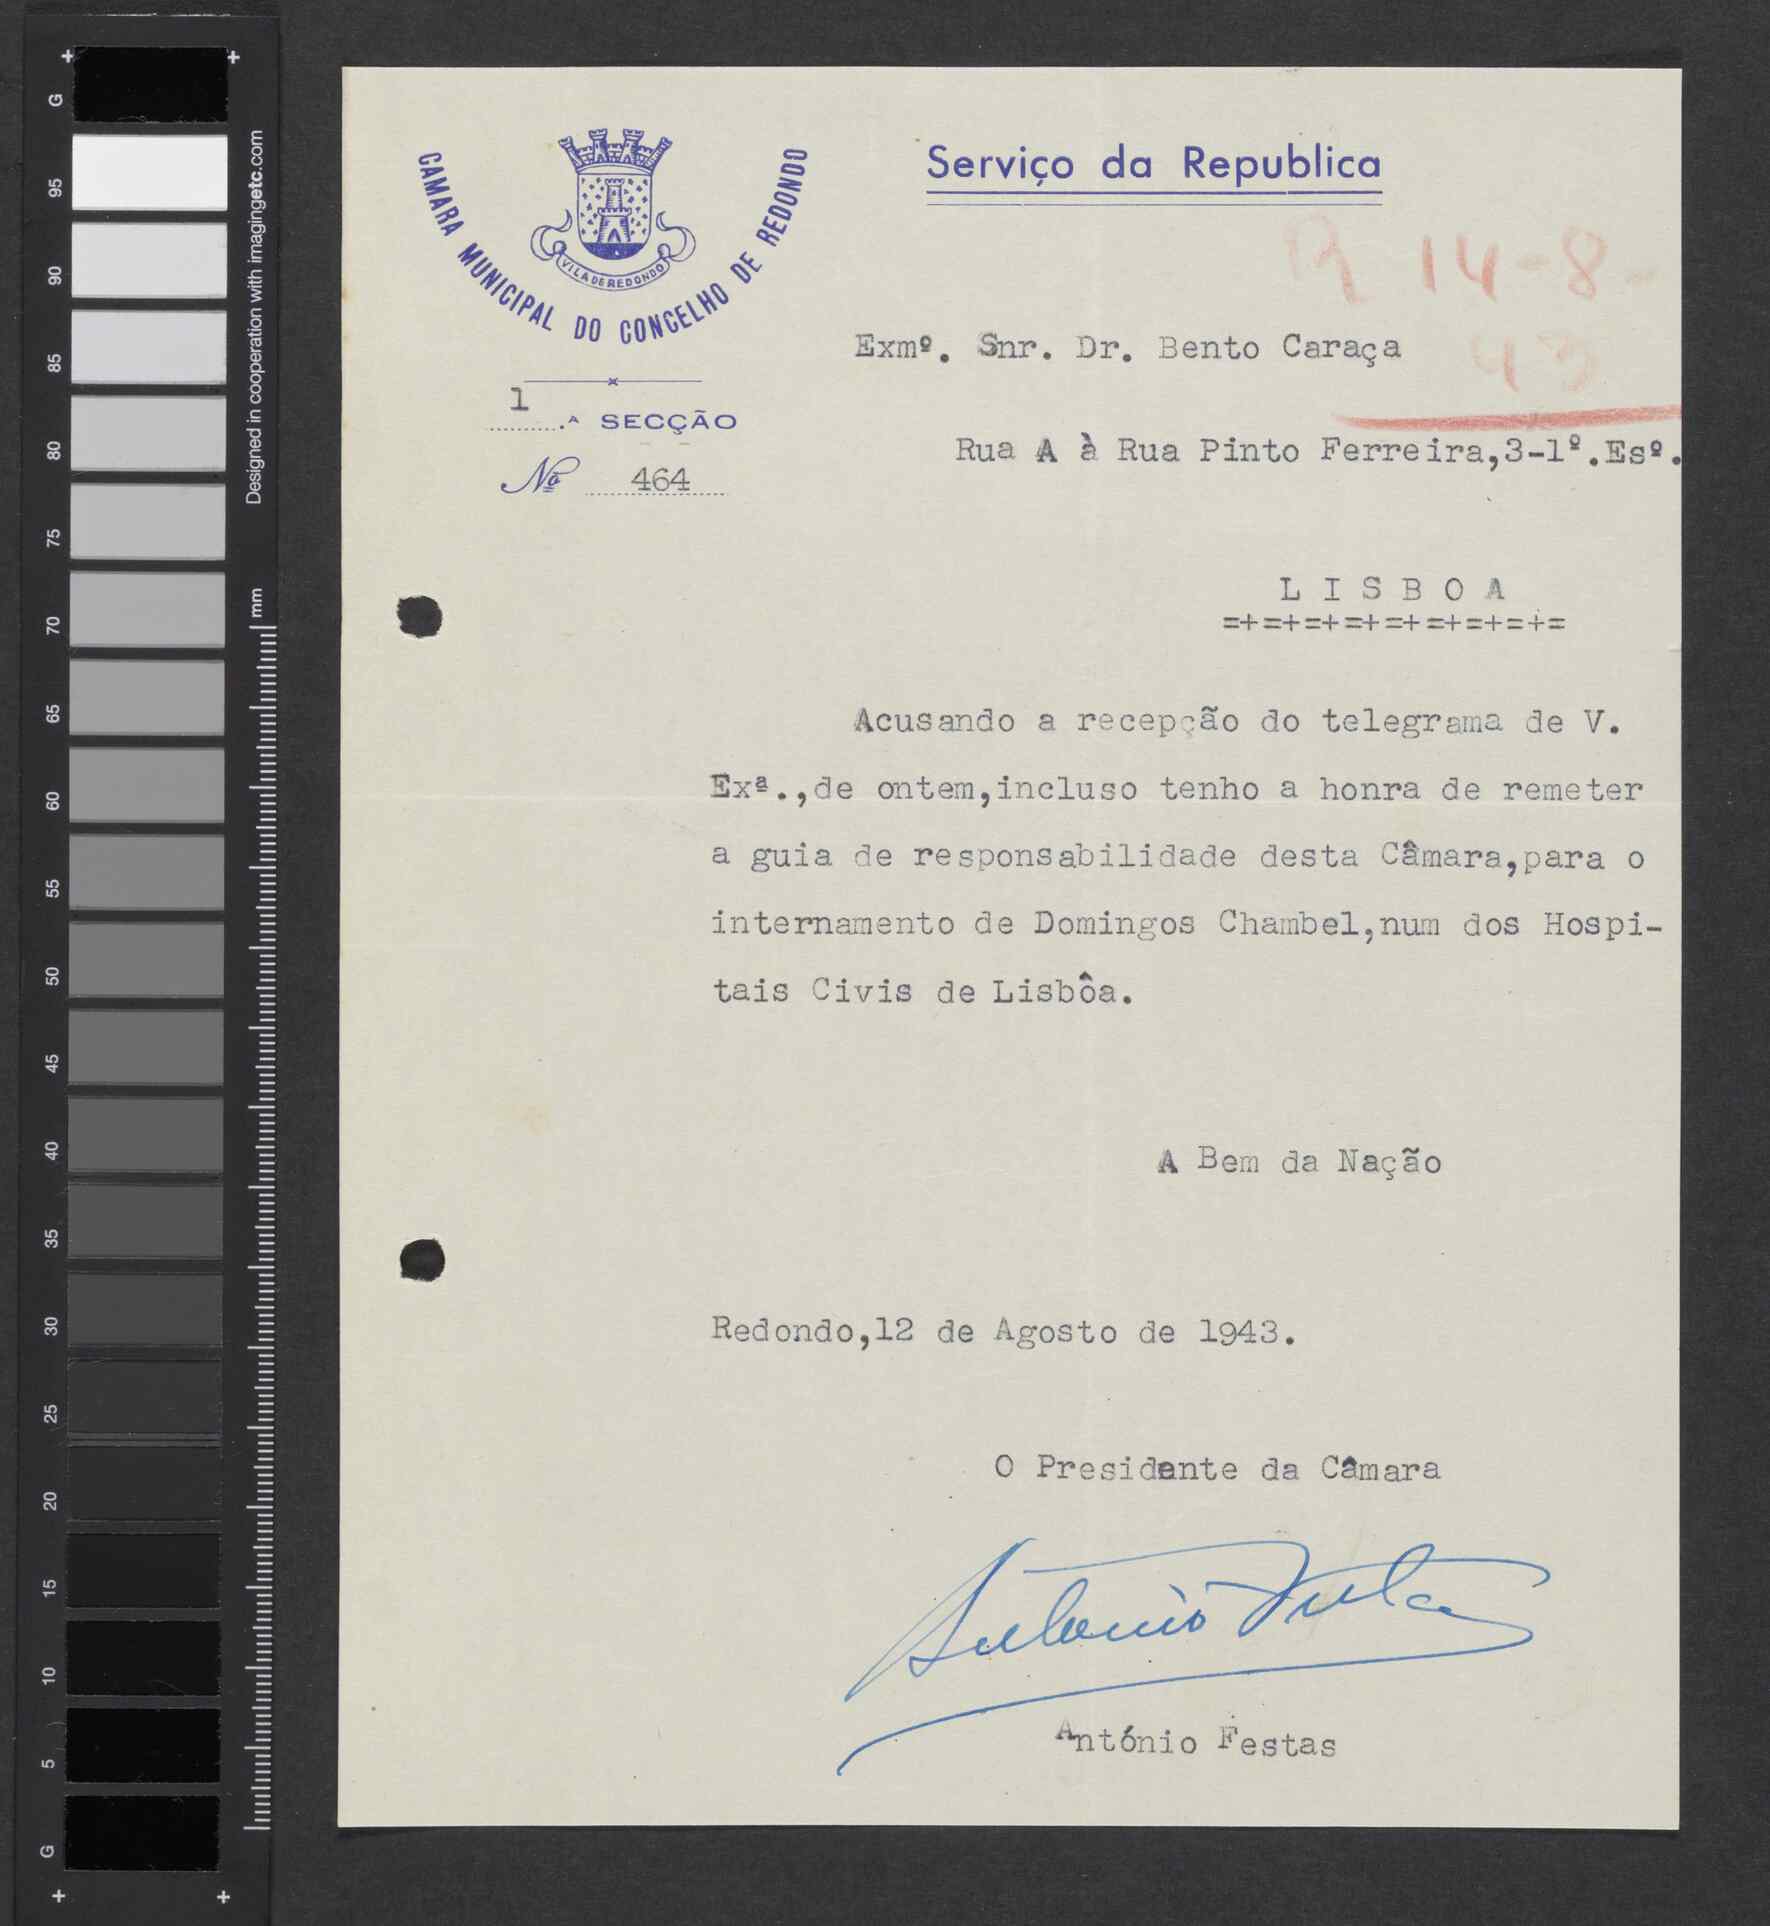 CAMARA MUNICIPAL DO CONCELHO DE REDONDO
VILA DE REDONDO
Serviço da Republica
R 14-8-
43
1.ª SECÇÃO
Nº 464
Exmº. Snr. Dr. Bento Caraça
Rua A à Rua Pinto Ferreira,3-1º.Esº.
L I S B O A
=+=+=+=+=+=+=+=+=
Acusando a recepção do telegrama de V.
Exª.,de ontem,incluso tenho a honra de remeter
a guia de responsabilidade desta Câmara,para o
internamento de Domingos Chambel,num dos Hospi-
tais Civis de Lisbôa.
A Bem da Nação
Redondo,12 de Agosto de 1943.
O Presidente da Câmara
António Festas
António Festas
G
95
90
85
80
75
70
65
60
55
50
45
40
35
30
25
20
15
10
5
G
Designed in cooperation with imagingetc.com
mm